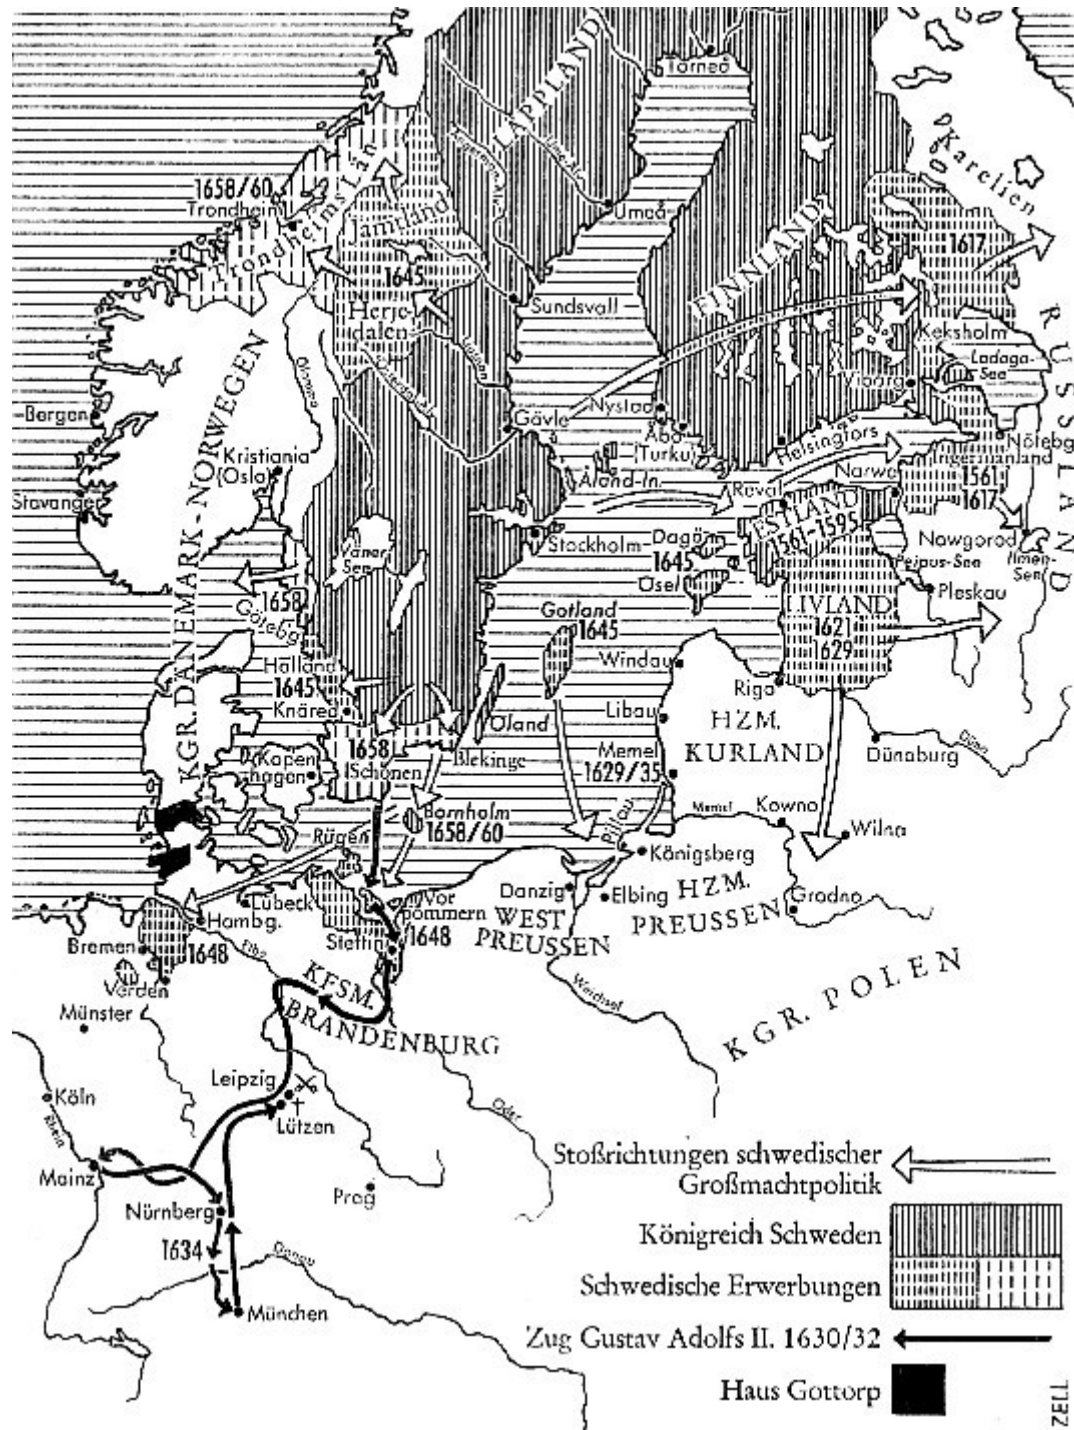 Torneå
LAPPLAND
Karelien
1658/60
Trondheim
Trondheims Län
Jämtland
Umeå
1617
1645
FINNLAND
Sundsvall
Herje-
dalen
Keksholm
Ladoga-
See
RUSSLAND
Viborg
Bergen
Gävle
Nystad
Åbo
(Turku)
Helsingfors
Nötebg.
Ingermanland
1561
1617
Kristiania
(Oslo)
Åland-In.
Reval
Narwa
Stavanger
KGR. DÄNEMARK-NORWEGEN
Väner
See
Stockholm
Dagö
1645
Ösel
ESTLAND
1561-1595
Nowgorod
Peipus-See
Ilmen-
See
Pleskau
1658
Götebg.
Gotland
1645
LIVLAND
1621
1629
Halland
1645
Knäred
Windau
Riga
Öland
Libau
HZM.
KURLAND
1658
Schonen
Blekinge
Memel
1629/35
Dünaburg
Düna
Kopen
hagen
Bornholm
1658/60
Pillau
Memel
Kowno
Wilna
Rügen
Königsberg
Danzig
Elbing
HZM.
PREUSSEN
Grodno
Lübeck
Vor
pommern
WEST
PREUSSEN
Hambg.
Bremen
1648
Stettin
1648
Elbe
Verden
KFSM.
BRANDENBURG
Weichsel
KGR. POLEN
Münster
Leipzig
Lützen
Köln
Rhein
Oder
Mainz
Prag
Nürnberg
1634
Donau
München
Stoßrichtungen schwedischer
Großmachtpolitik
Königreich Schweden
Schwedische Erwerbungen
Zug Gustav Adolfs II. 1630/32
Haus Gottorp
ZELL